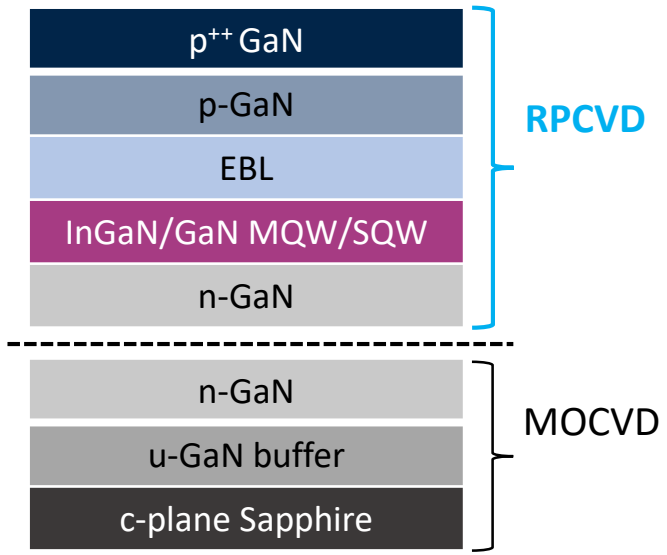 p⁺⁺ GaN
p-GaN
RPCVD
EBL
InGaN/GaN MQW/SQW
n-GaN
n-GaN
MOCVD
u-GaN buffer
c-plane Sapphire